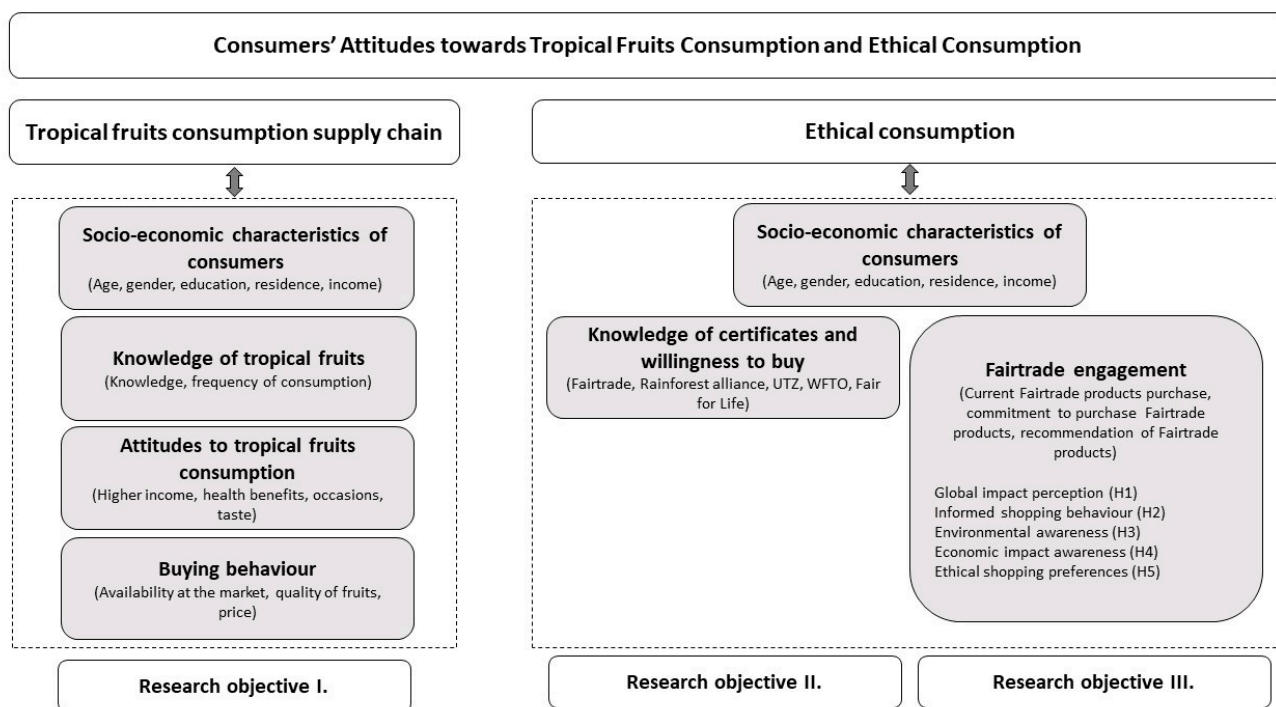 Consumers' Attitudes towards Tropical Fruits Consumption and Ethical Consumption
Tropical fruits consumption supply chain
Socio-economic characteristics of
consumers
(Age, gender, education, residence, income)
Knowledge of tropical fruits
(Knowledge, frequency of consumption)
Attitudes to tropical fruits
consumption
(Higher income, health benefits, occasions,
taste)
Buying behaviour
(Availability at the market, quality of fruits,
price)
Research objective I.
Ethical consumption
Socio-economic characteristics of
consumers
(Age, gender, education, residence, income)
Knowledge of certificates and
willingness to buy
(Fairtrade, Rainforest alliance, UTZ, WFTO, Fair
for Life)
Research objective II.
Fairtrade engagement
(Current Fairtrade products purchase,
commitment to purchase Fairtrade
products, recommendation of Fairtrade
products)
Global impact perception (H1)
Informed shopping behaviour (H2)
Environmental awareness (H3)
Economic impact awareness (H4)
Ethical shopping preferences (H5)
Research objective III.